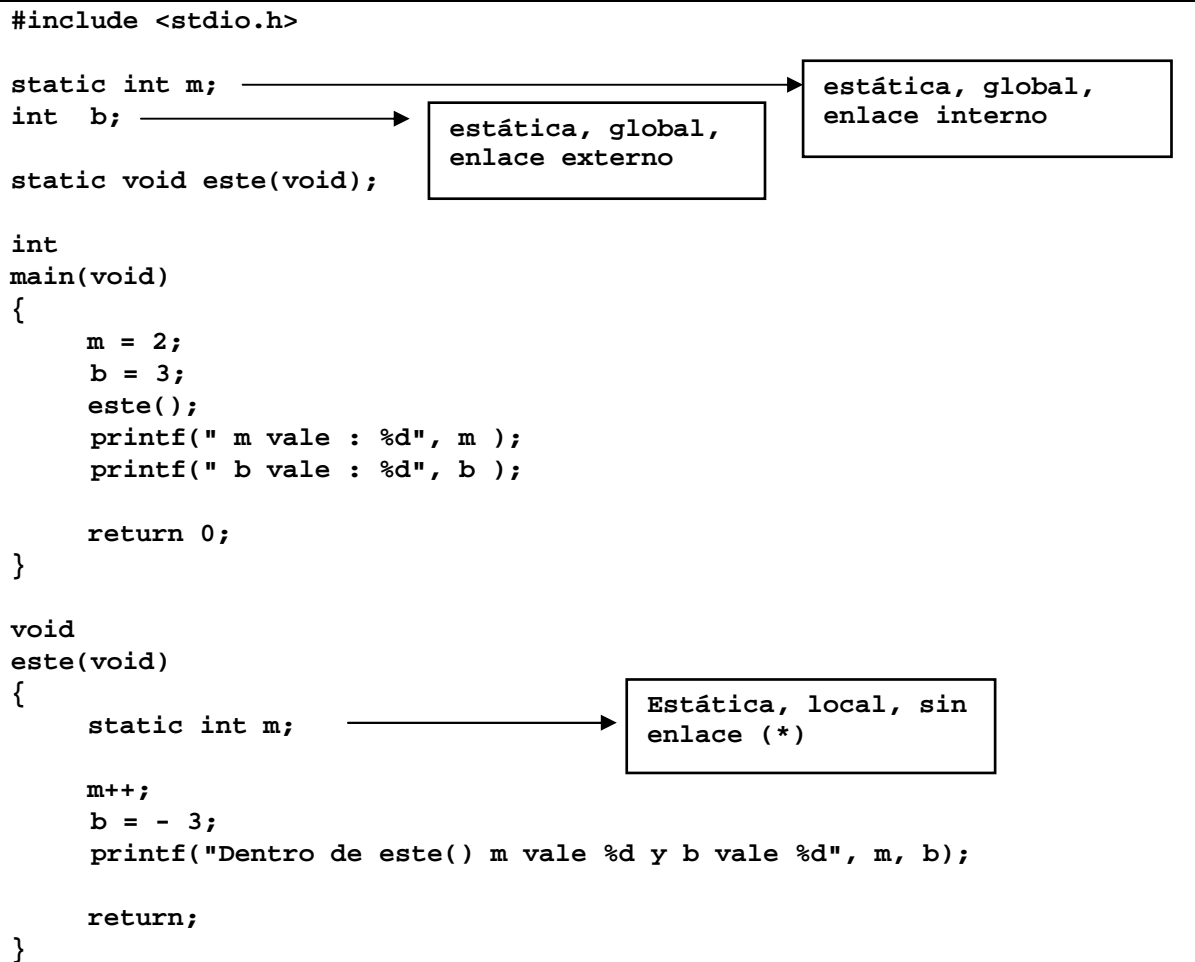 #include <stdio.h>
static int m;
estática, global,
enlace interno
int  b;
estática, global,
enlace externo
static void este(void);
int
main(void)
{
m = 2;
b = 3;
este();
printf(" m vale : %d", m );
printf(" b vale : %d", b );
return 0;
}
void
este(void)
{
static int m;
Estática, local, sin
enlace (*)
m++;
b = - 3;
printf("Dentro de este() m vale %d y b vale %d", m, b);
return;
}